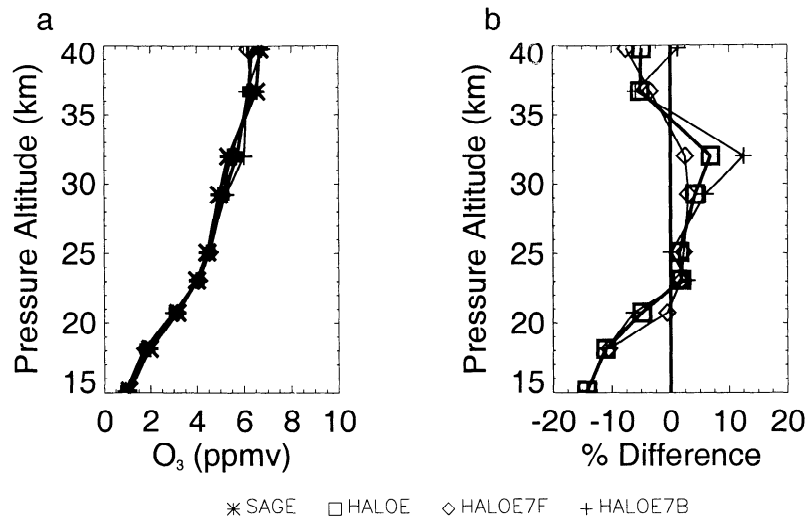 a
b
40
35
30
25
20
15
Pressure Altitude (km)
0 2 4 6 8 10
O₃ (ppmv)
40
35
30
25
20
15
Pressure Altitude (km)
-20 -10 0 10 20
% Difference
SAGE HALOE HALOE7F HALOE7B